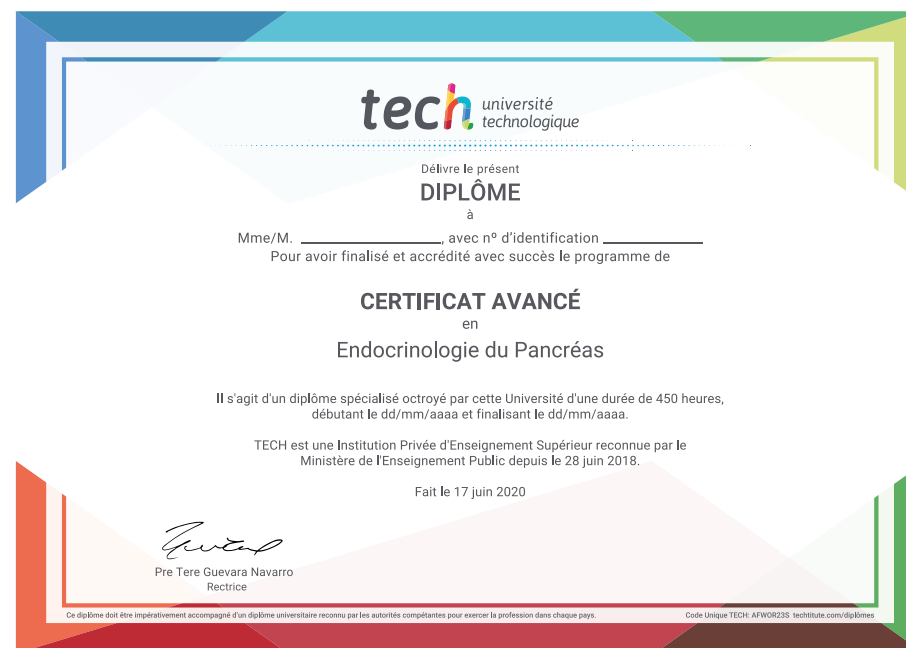 tech université
technologique
Délivre le présent
DIPLÔME
à
Mme/M. ____________________, avec nº d'identification ______________
Pour avoir finalisé et accrédité avec succès le programme de
CERTIFICAT AVANCÉ
en
Endocrinologie du Pancréas
Il s'agit d'un diplôme spécialisé octroyé par cette Université d'une durée de 450 heures,
débutant le dd/mm/aaaa et finalisant le dd/mm/aaaa.
TECH est une Institution Privée d'Enseignement Supérieur reconnue par le
Ministère de l'Enseignement Public depuis le 28 juin 2018.
Fait le 17 juin 2020
Pre Tere Guevara Navarro
Rectrice
Ce diplôme doit être impérativement accompagné d'un diplôme universitaire reconnu par les autorités compétentes pour exercer la profession dans chaque pays.
Code Unique TECH: AFWOR23S techtitute.com/diplômes